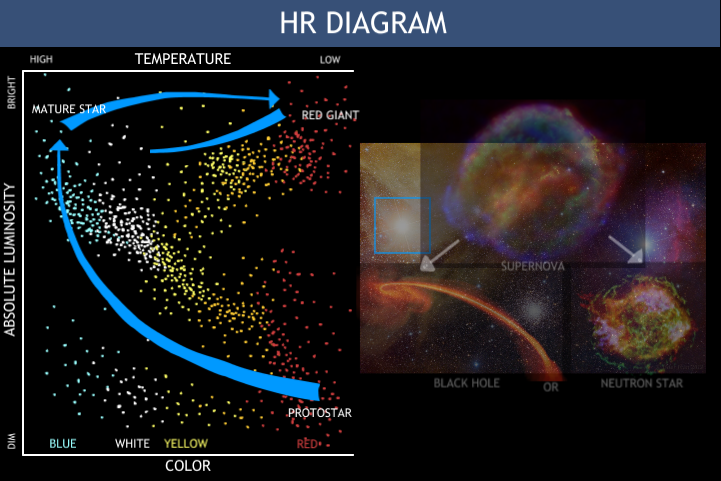 HR DIAGRAM
HIGH
TEMPERATURE
LOW
BRIGHT
MATURE STAR
RED GIANT
ABSOLUTE LUMINOSITY
SUPERNOVA
BLACK HOLE
OR
NEUTRON STAR
PROTOSTAR
DIM
BLUE
WHITE
YELLOW
RED
COLOR